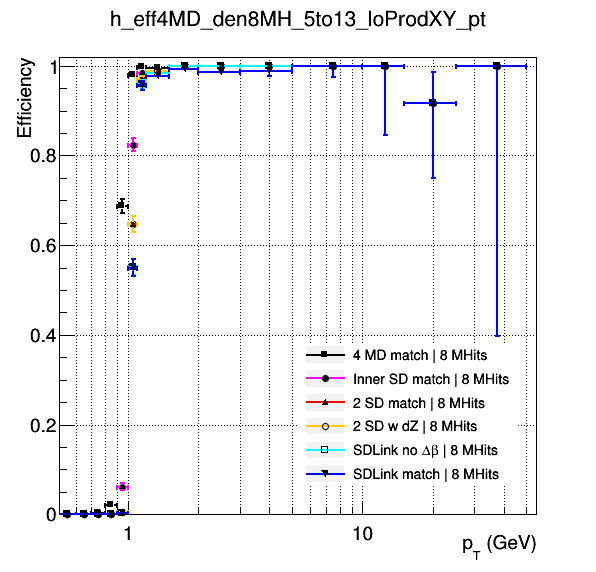 h_eff4MD_den8MH_5to13_loProdXY_pt
Efficiency
1
0.8
0.6
0.4
0.2
0
4 MD match | 8 MHits
Inner SD match | 8 MHits
2 SD match | 8 MHits
2 SD w dZ | 8 MHits
SDLink no Δβ | 8 MHits
SDLink match | 8 MHits
1
10
p_T (GeV)